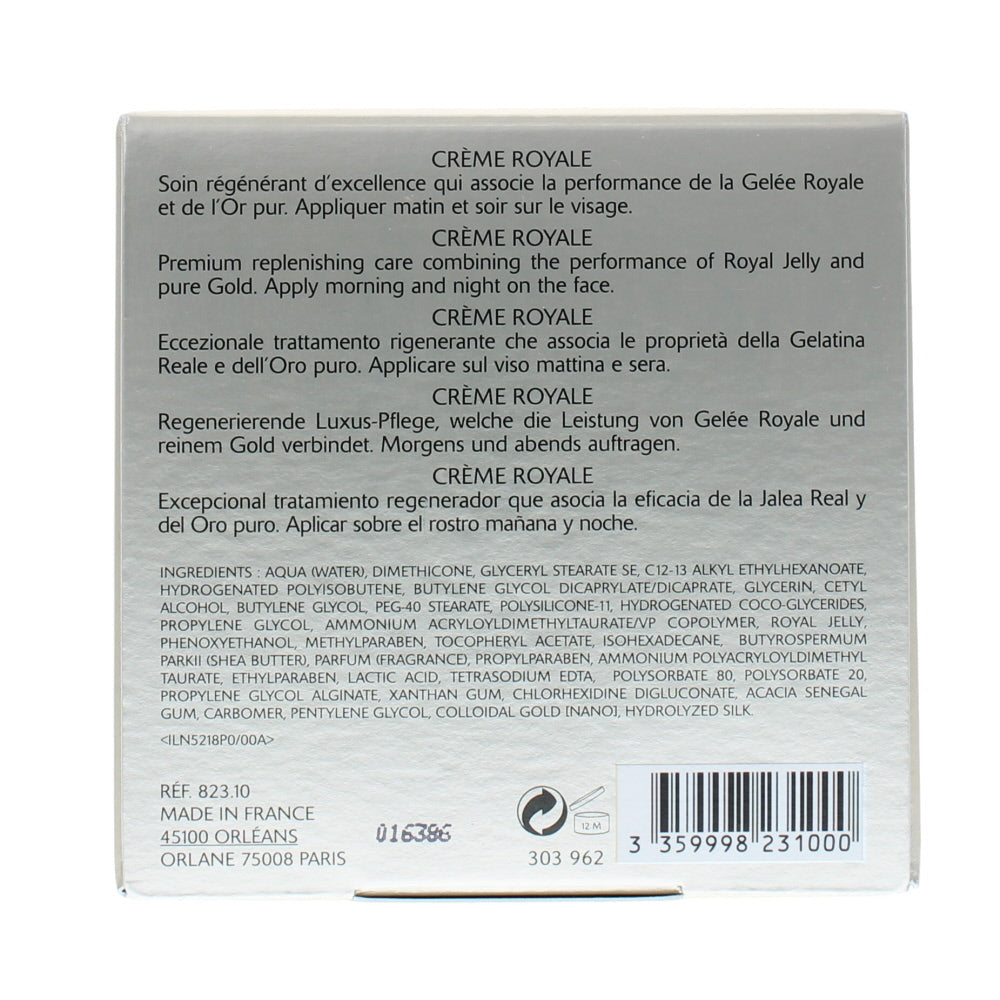 CRÈME ROYALE
Soin régénérant d'excellence qui associe la performance de la Gelée Royale
et de l'Or pur. Appliquer matin et soir sur le visage.
CRÈME ROYALE
Premium replenishing care combining the performance of Royal Jelly and
pure Gold. Apply morning and night on the face.
CRÈME ROYALE
Eccezionale trattamento rigenerante che associa le proprietà della Gelatina
Reale e dell'Oro puro. Applicare sul viso mattina e sera.
CRÈME ROYALE
Regenerierende Luxus-Pflege, welche die Leistung von Gelée Royale und
reinem Gold verbindet. Morgens und abends auftragen.
CRÈME ROYALE
Excepcional tratamiento regenerador que asocia la eficacia de la Jalea Real y
del Oro puro. Aplicar sobre el rostro mañana y noche.
INGREDIENTS : AQUA (WATER), DIMETHICONE, GLYCERYL STEARATE SE, C12-13 ALKYL ETHYLHEXANOATE,
HYDROGENATED POLYISOBUTENE, BUTYLENE GLYCOL DICAPRYLATE/DICAPRATE, GLYCERIN, CETYL
ALCOHOL, BUTYLENE GLYCOL, PEG-40 STEARATE, POLYSILICONE-11, HYDROGENATED COCO-GLYCERIDES,
PROPYLENE GLYCOL, AMMONIUM ACRYLOYLDIMETHYLTAURATE/VP COPOLYMER, ROYAL JELLY,
PHENOXYETHANOL, METHYLPARABEN, TOCOPHERYL ACETATE, ISOHEXADECANE, BUTYROSPERMUM
PARKII (SHEA BUTTER), PARFUM (FRAGRANCE), PROPYLPARABEN, AMMONIUM POLYACRYLOYLDIMETHYL
TAURATE, ETHYLPARABEN, LACTIC ACID, TETRASODIUM EDTA, POLYSORBATE 80, POLYSORBATE 20,
PROPYLENE GLYCOL ALGINATE, XANTHAN GUM, CHLORHEXIDINE DIGLUCONATE, ACACIA SENEGAL
GUM, CARBOMER, PENTYLENE GLYCOL, COLLOIDAL GOLD [NANO], HYDROLYZED SILK.
<ILN5218P0/00A>
RÉF. 823.10
MADE IN FRANCE
45100 ORLÉANS
ORLANE 75008 PARIS
016386
12 M
303 962
3 359998 231000